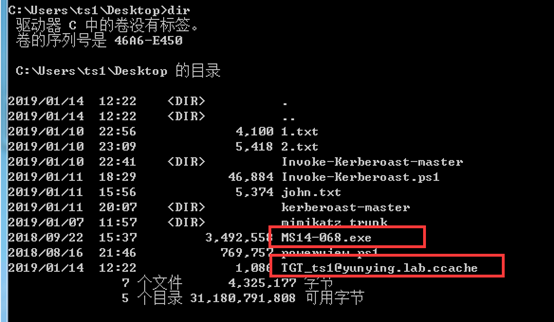 C:\Users\ts1\Desktop>dir
驱动器 C 中的卷没有标签。
卷的序列号是 46A6-E450
C:\Users\ts1\Desktop 的目录
2019/01/14 12:22 <DIR> .
2019/01/14 12:22 <DIR> ..
2019/01/10 22:56 4,100 1.txt
2019/01/10 23:09 5,418 2.txt
2019/01/10 22:41 <DIR> Invoke-Kerberoast-master
2019/01/11 18:29 46,884 Invoke-Kerberoast.ps1
2019/01/11 15:56 5,374 john.txt
2019/01/11 20:07 <DIR> kerberoast-master
2019/01/07 11:57 <DIR> mimikatz_trunk
2018/09/22 15:37 3,492,558 MS14-068.exe
2018/08/16 21:46 769,757 powerview.ps1
2019/01/14 12:22 1,086 TGT_ts1@yunying.lab.ccache
7 个文件 4,325,177 字节
5 个目录 31,180,791,808 可用字节